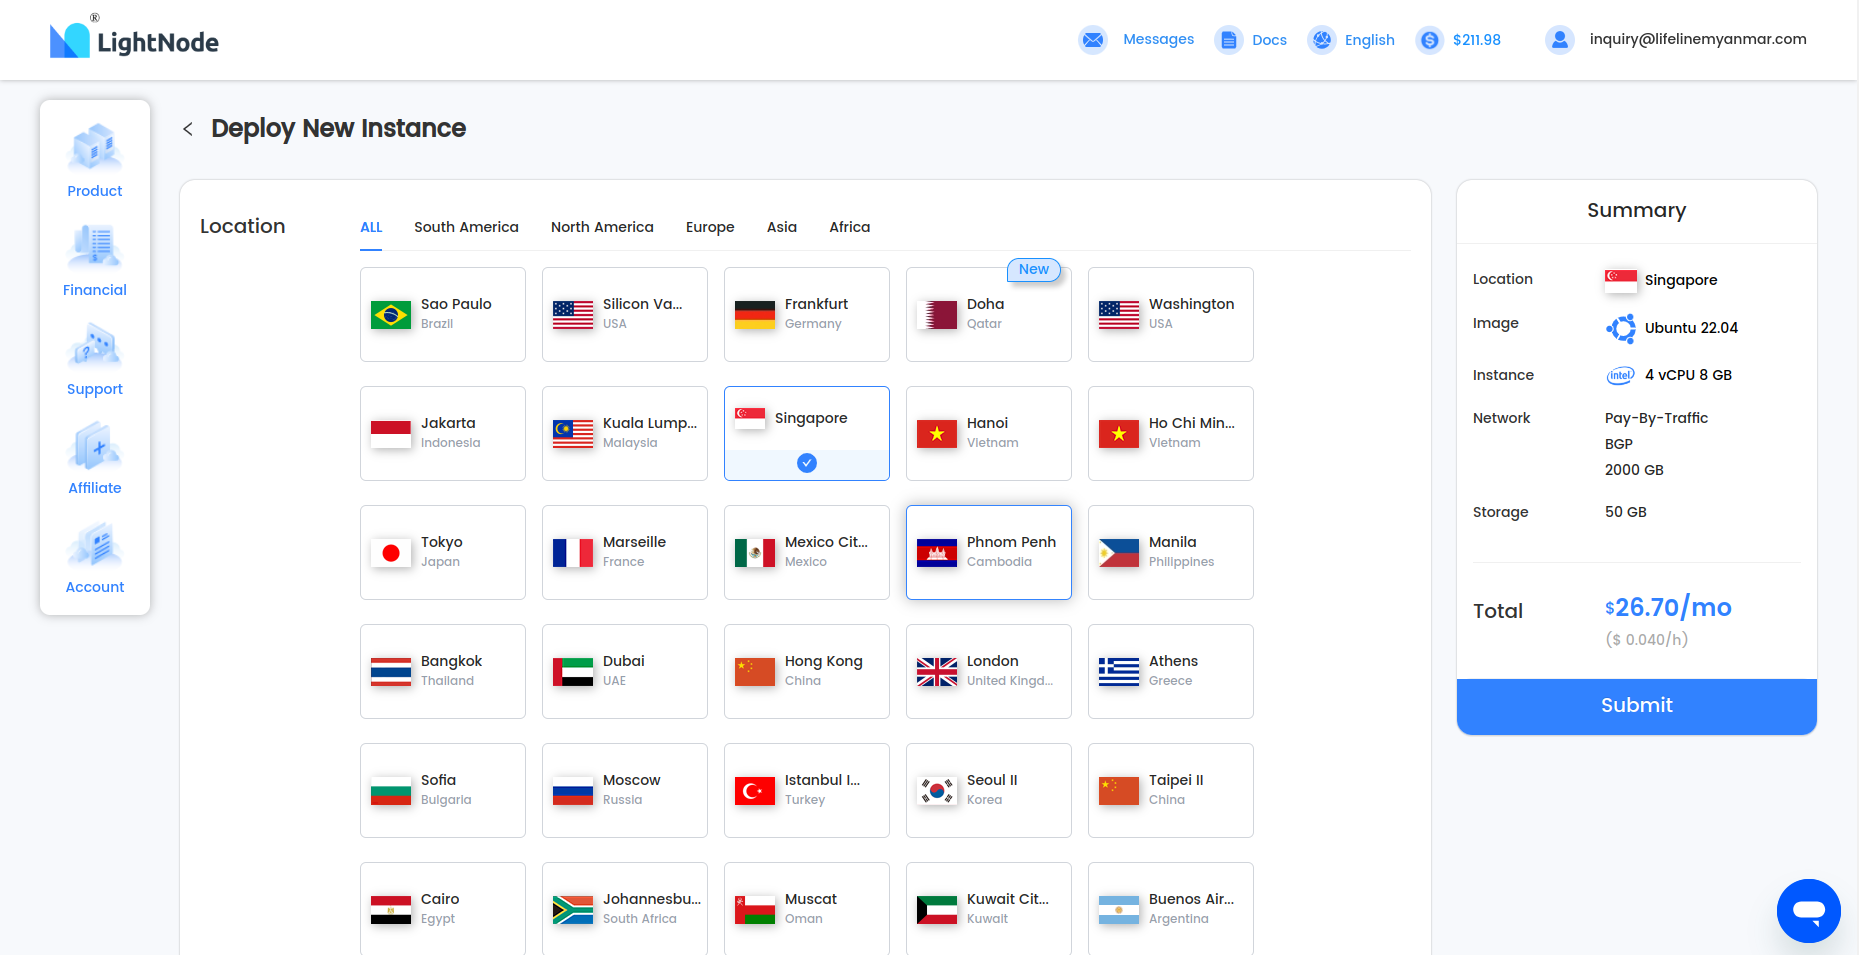 LightNode®
Messages
Docs
English
$211.98
inquiry@lifelinemyanmar.com
Product
Financial
Support
Affiliate
Account
Deploy New Instance
Location
ALL
South America
North America
Europe
Asia
Africa
Sao Paulo
Brazil
Silicon Va...
USA
Frankfurt
Germany
New
Doha
Qatar
Washington
USA
Jakarta
Indonesia
Kuala Lump...
Malaysia
Singapore
Hanoi
Vietnam
Ho Chi Min...
Vietnam
Tokyo
Japan
Marseille
France
Mexico Cit...
Mexico
Phnom Penh
Cambodia
Manila
Philippines
Bangkok
Thailand
Dubai
UAE
Hong Kong
China
London
United Kingd...
Athens
Greece
Sofia
Bulgaria
Moscow
Russia
Istanbul I...
Turkey
Seoul II
Korea
Taipei II
China
Cairo
Egypt
Johannesbu...
South Africa
Muscat
Oman
Kuwait Cit...
Kuwait
Buenos Air...
Argentina
Summary
Location
Singapore
Image
Ubuntu 22.04
Instance
intel
4 vCPU 8 GB
Network
Pay-By-Traffic
BGP
2000 GB
Storage
50 GB
Total
$26.70/mo
($ 0.040/h)
Submit